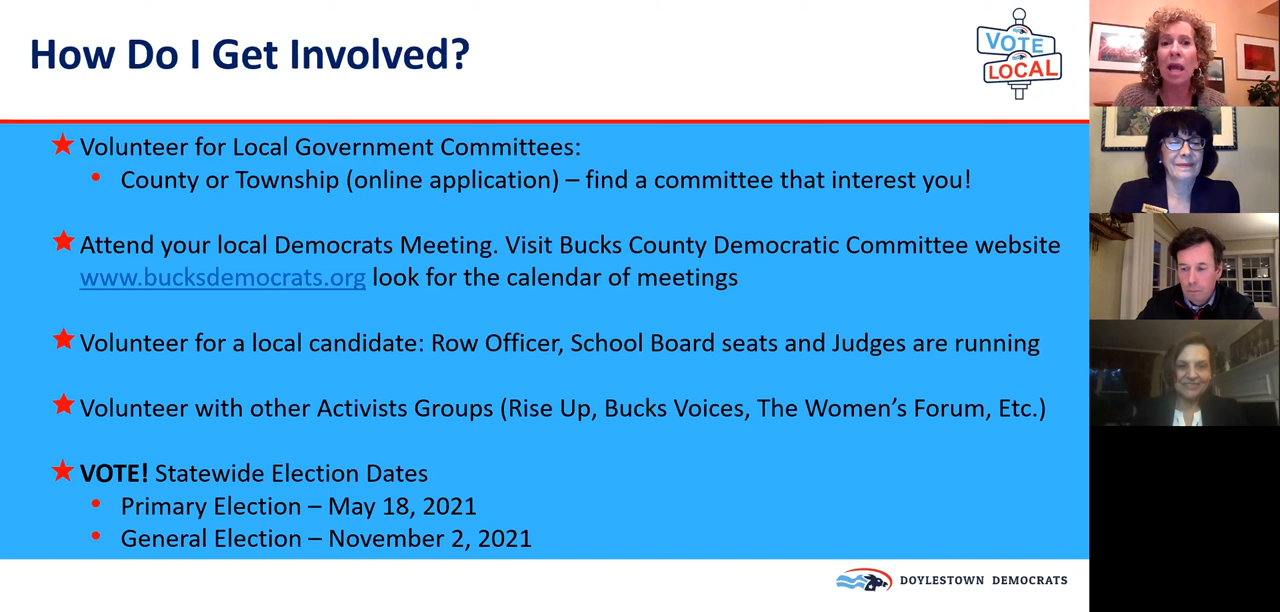 How Do I Get Involved?
VOTE
LOCAL
Volunteer for Local Government Committees:
County or Township (online application) – find a committee that interest you!
Attend your local Democrats Meeting. Visit Bucks County Democratic Committee website
www.bucksdemocrats.org look for the calendar of meetings
Volunteer for a local candidate: Row Officer, School Board seats and Judges are running
Volunteer with other Activists Groups (Rise Up, Bucks Voices, The Women’s Forum, Etc.)
VOTE! Statewide Election Dates
Primary Election – May 18, 2021
General Election – November 2, 2021
DOYLESTOWN DEMOCRATS